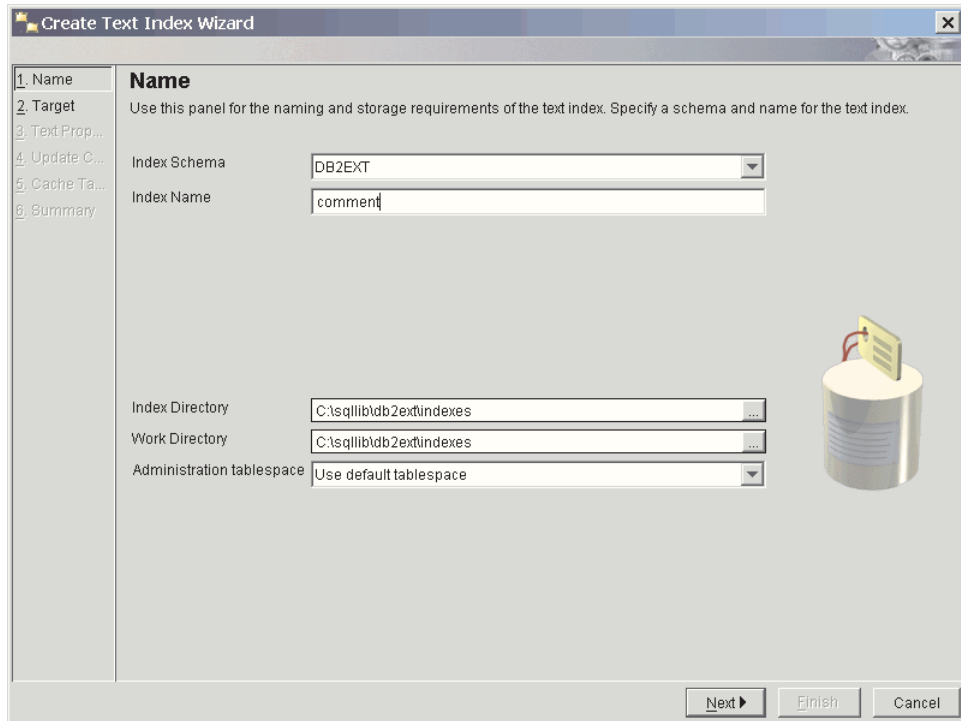 Create Text Index Wizard
1. Name
2. Target
3. Text Prop...
4. Update C...
5. Cache Ta...
6. Summary
Name
Use this panel for the naming and storage requirements of the text index. Specify a schema and name for the text index.
Index Schema DB2EXT
Index Name comment
Index Directory C:\sqllib\db2ext\indexes ...
Work Directory C:\sqllib\db2ext\indexes ...
Administration tablespace Use default tablespace
Next Finish Cancel